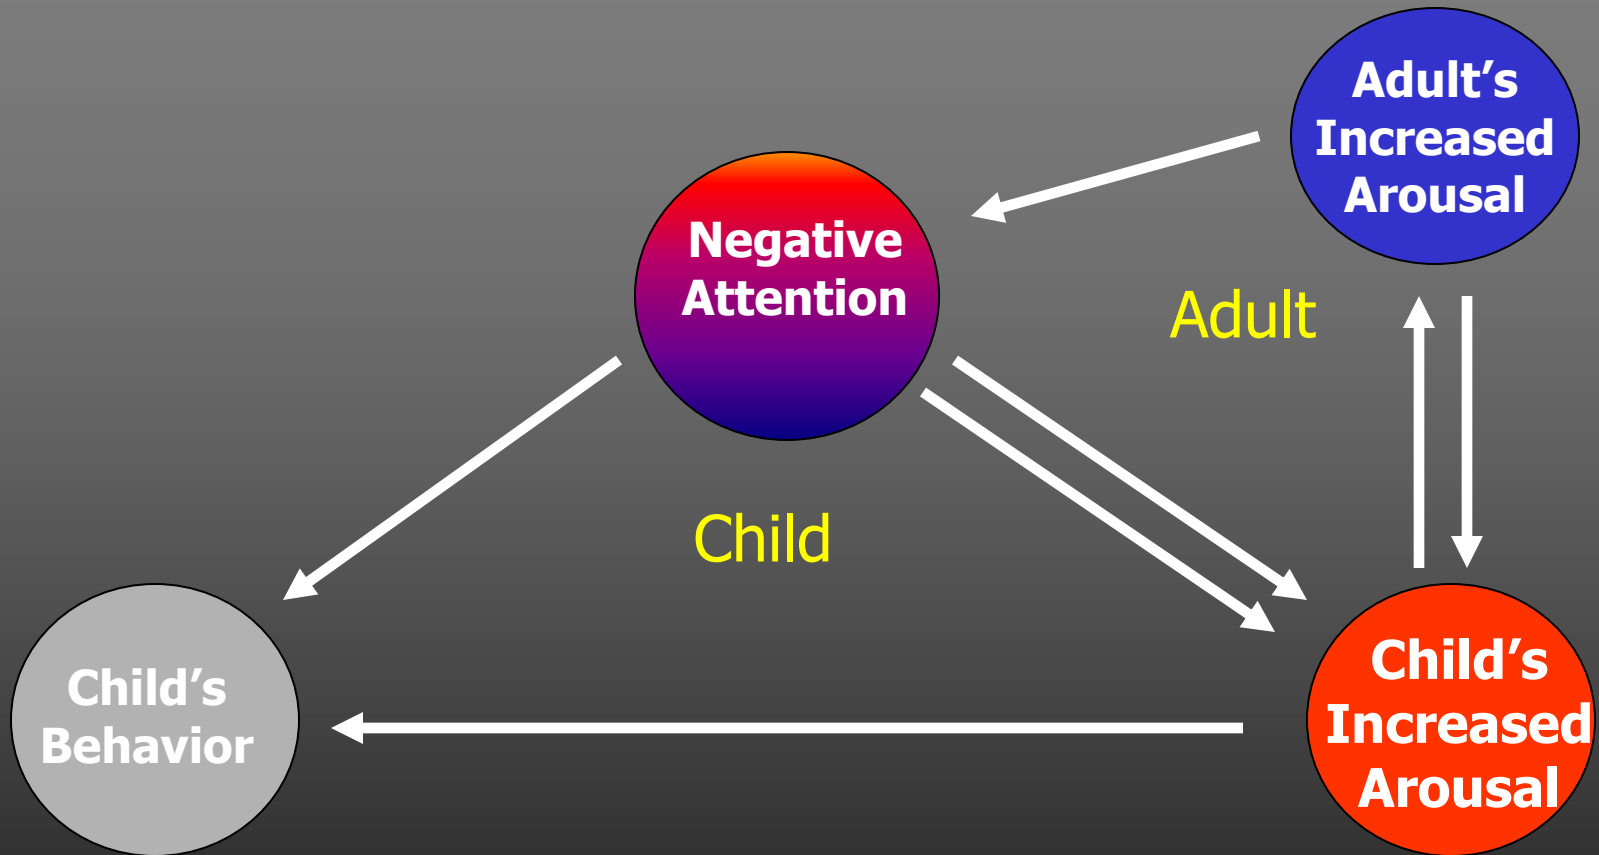 Adult’s
Increased
Arousal
Negative
Attention
Adult
Child
Child’s
Behavior
Child’s
Increased
Arousal